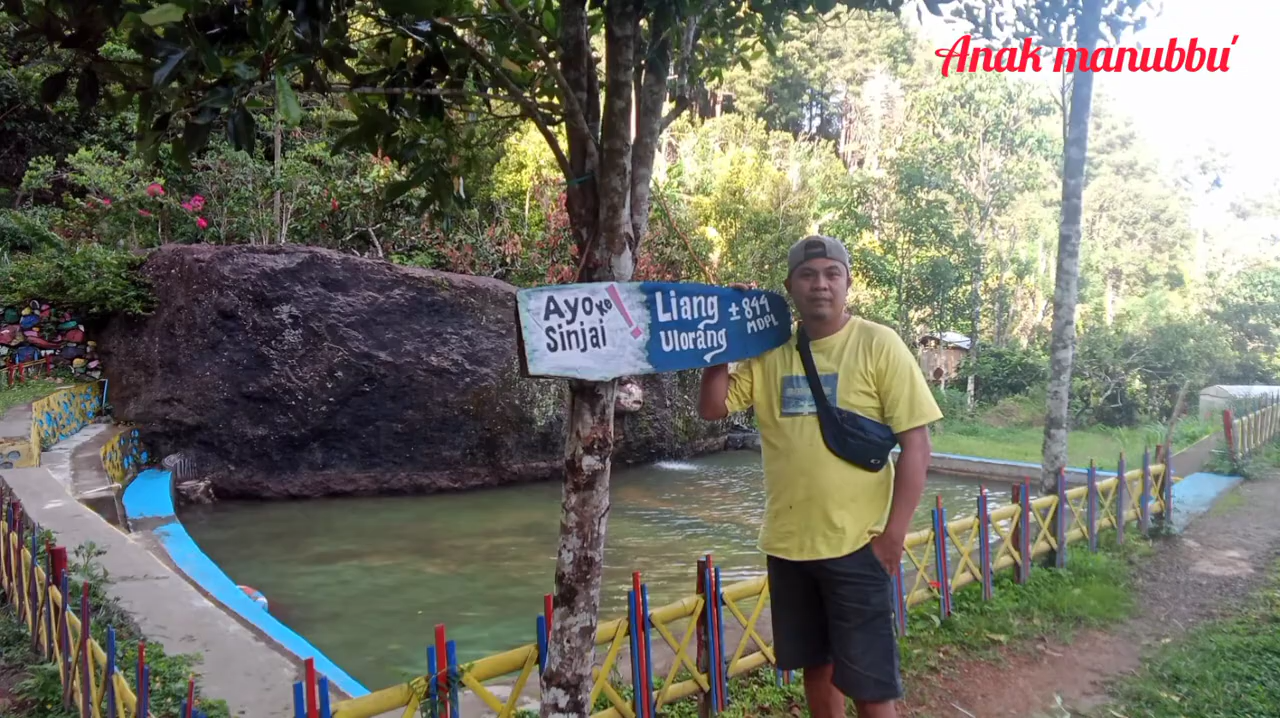 Anak manubbu'
Ayo ke!
Sinjai
Liang
Ulorang
± 844
MDPL